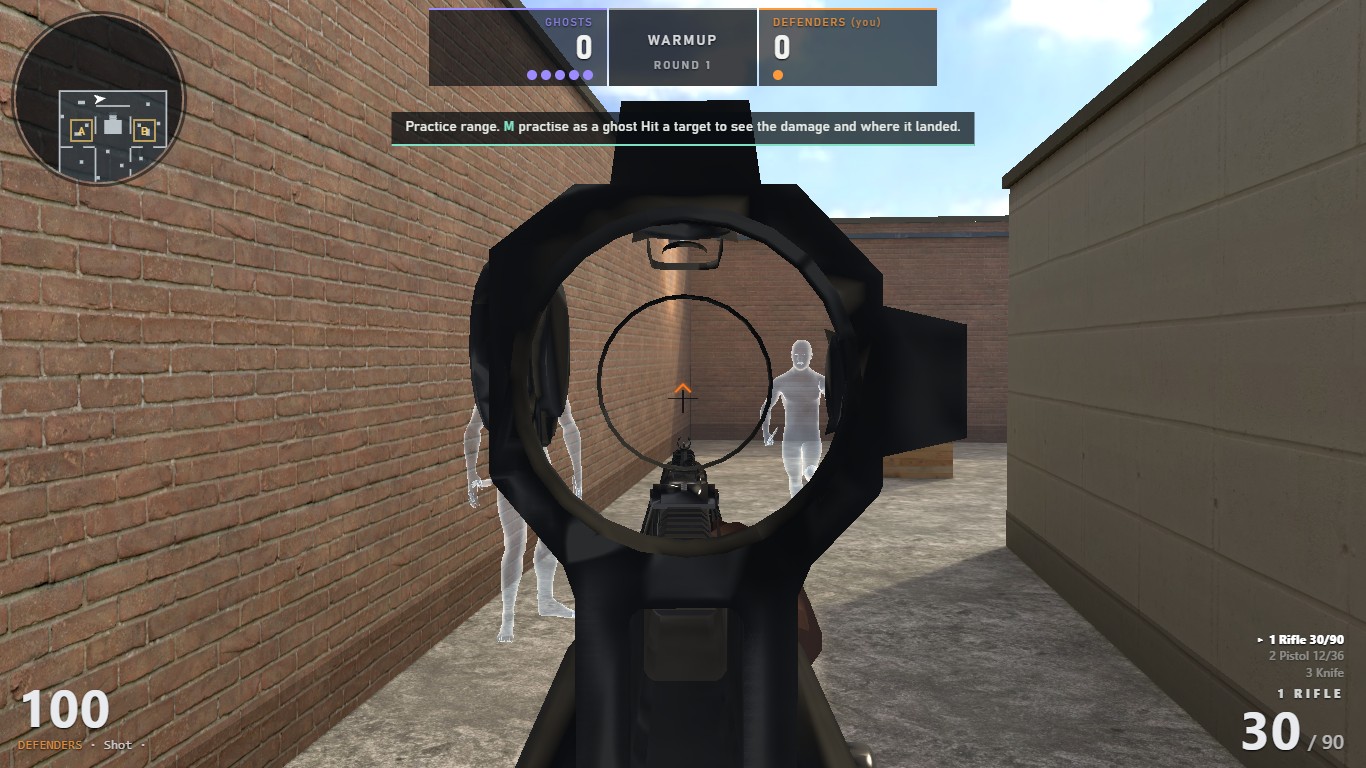 GHOSTS
0
WARMUP
ROUND 1
DEFENDERS (you)
0
A
B
Practice range. M practise as a ghost Hit a target to see the damage and where it landed.
▸ 1 Rifle 30/90
2 Pistol 12/36
3 Knife
1 RIFLE
30 / 90
100
DEFENDERS · Shot ·